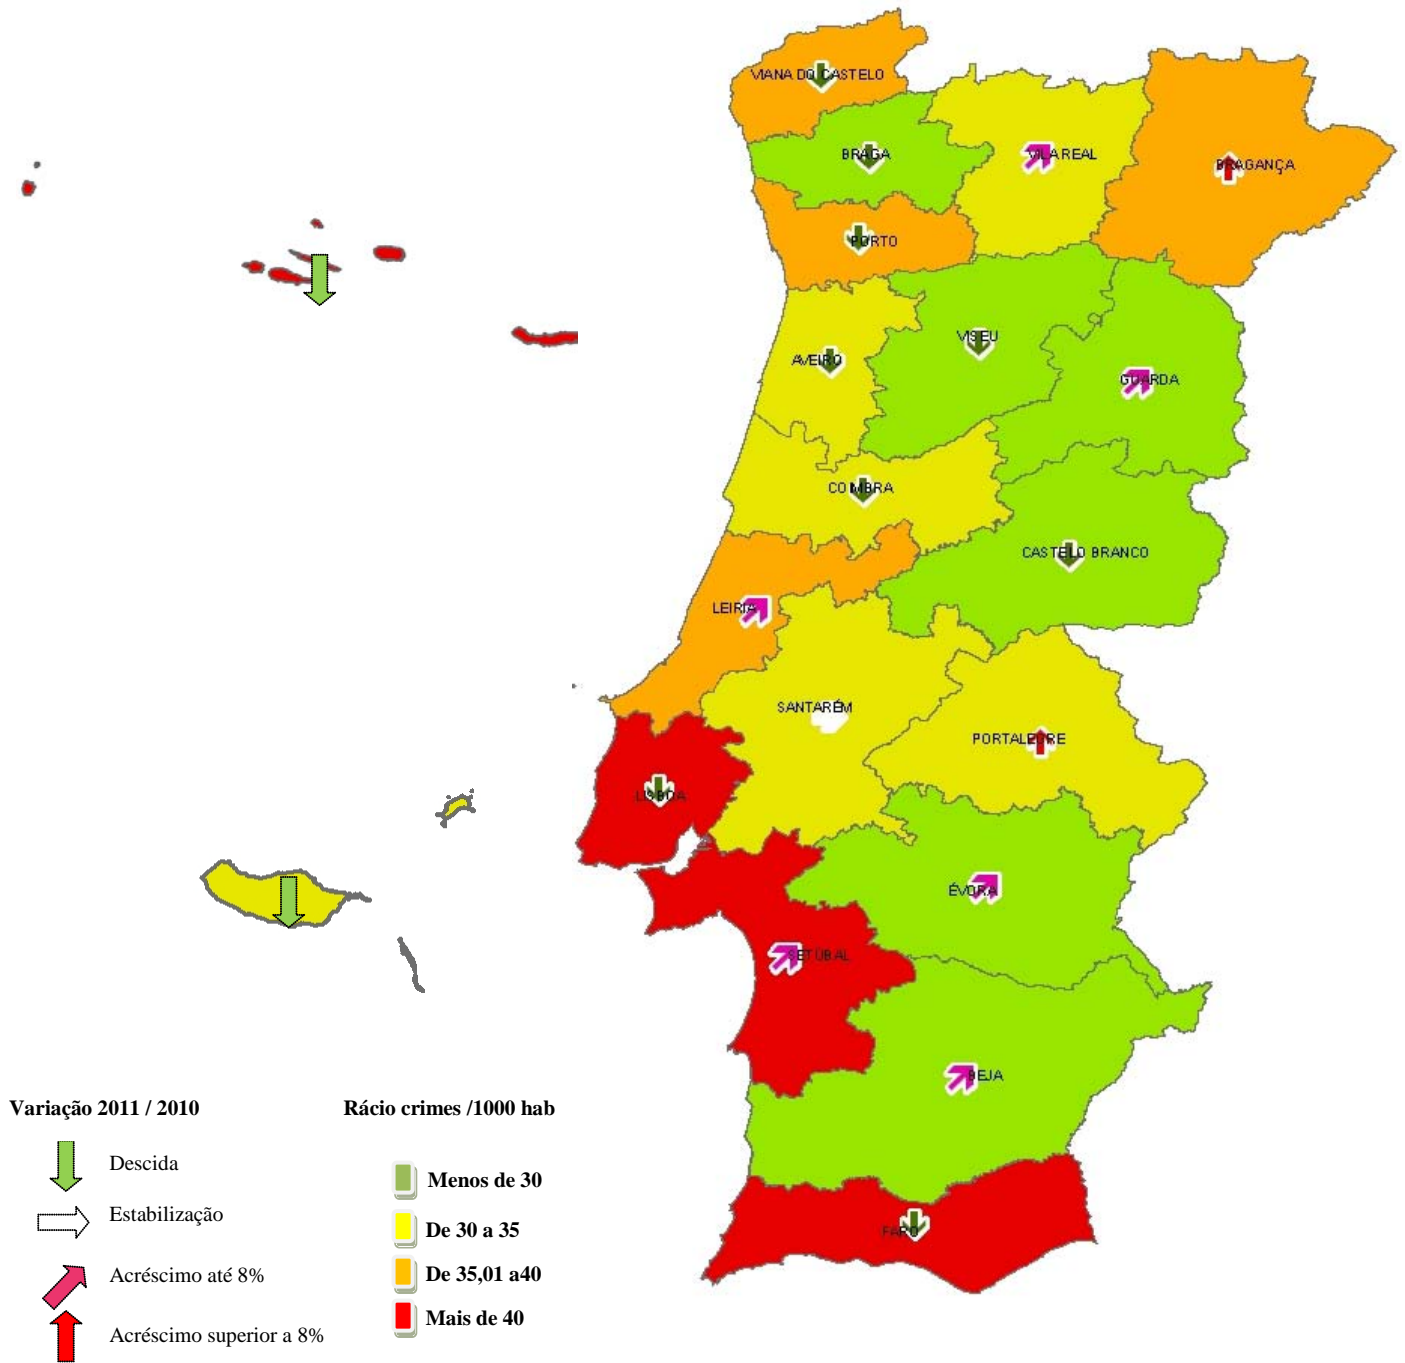 VIANA DO CASTELO
BRAGA
VILA REAL
BRAGANÇA
PORTO
VISEU
AVEIRO
GUARDA
COIMBRA
CASTELO BRANCO
LEIRIA
SANTARÉM
PORTALEGRE
LISBOA
ÉVORA
SETÚBAL
BEJA
FARO
Variação 2011 / 2010
Descida
Estabilização
Acréscimo até 8%
Acréscimo superior a 8%
Rácio crimes /1000 hab
Menos de 30
De 30 a 35
De 35,01 a40
Mais de 40